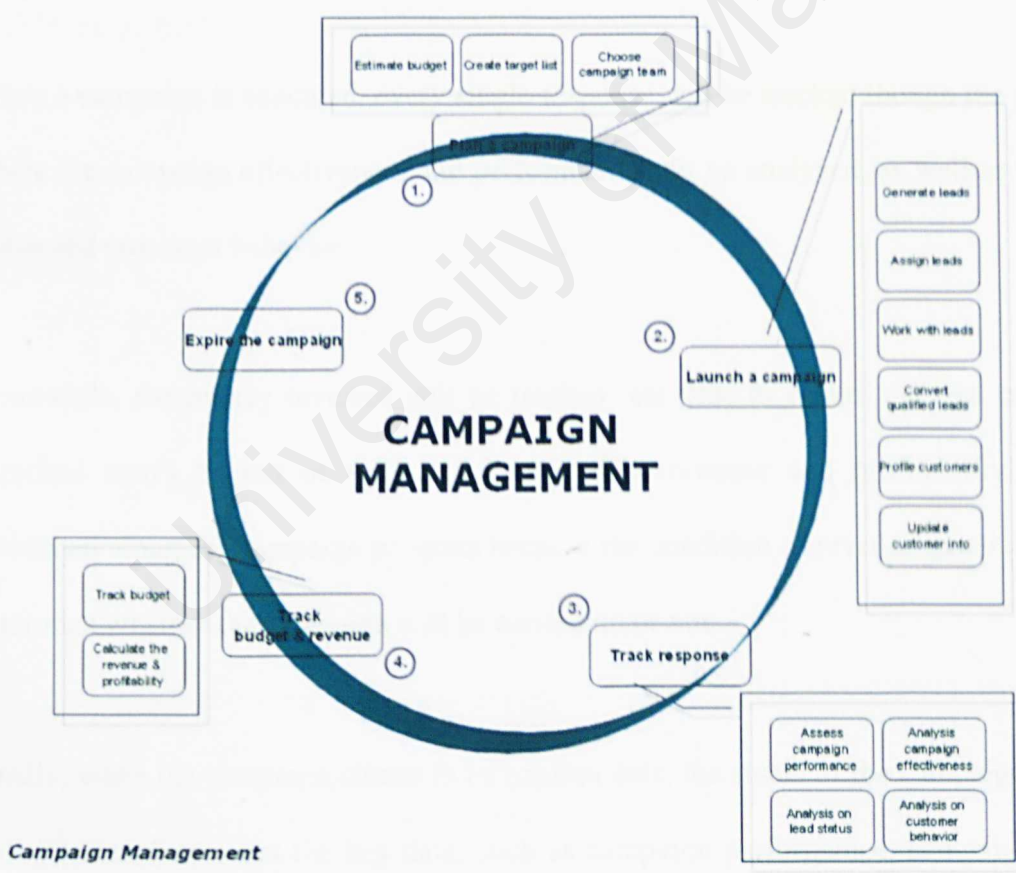 Estimate budget
Create target list
Choose
campaign team
Plan a campaign
1.
2.
Launch a campaign
Generate leads
Assign leads
Work with leads
Convert
qualified leads
Profile customers
Update
customer info
3.
Track response
Assess
campaign
performance
Analysis
campaign
effectiveness
Analysis on
lead status
Analysis on
customer
behavior
4.
Track
budget & revenue
Track budget
Calculate the
revenue &
profitability
5.
Expire the campaign
CAMPAIGN
MANAGEMENT
Campaign Management
University of Ma